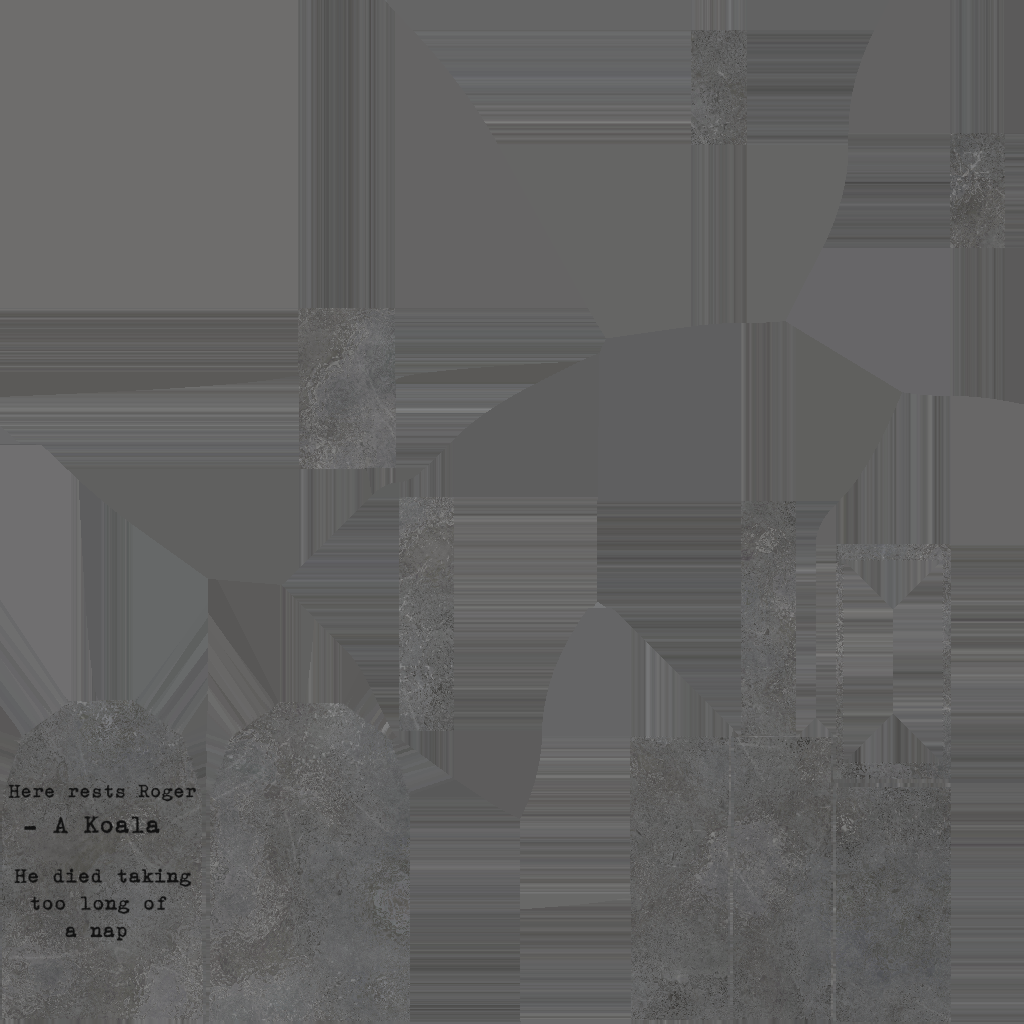 Here rests Roger
- A Koala
He died taking
too long of
a nap